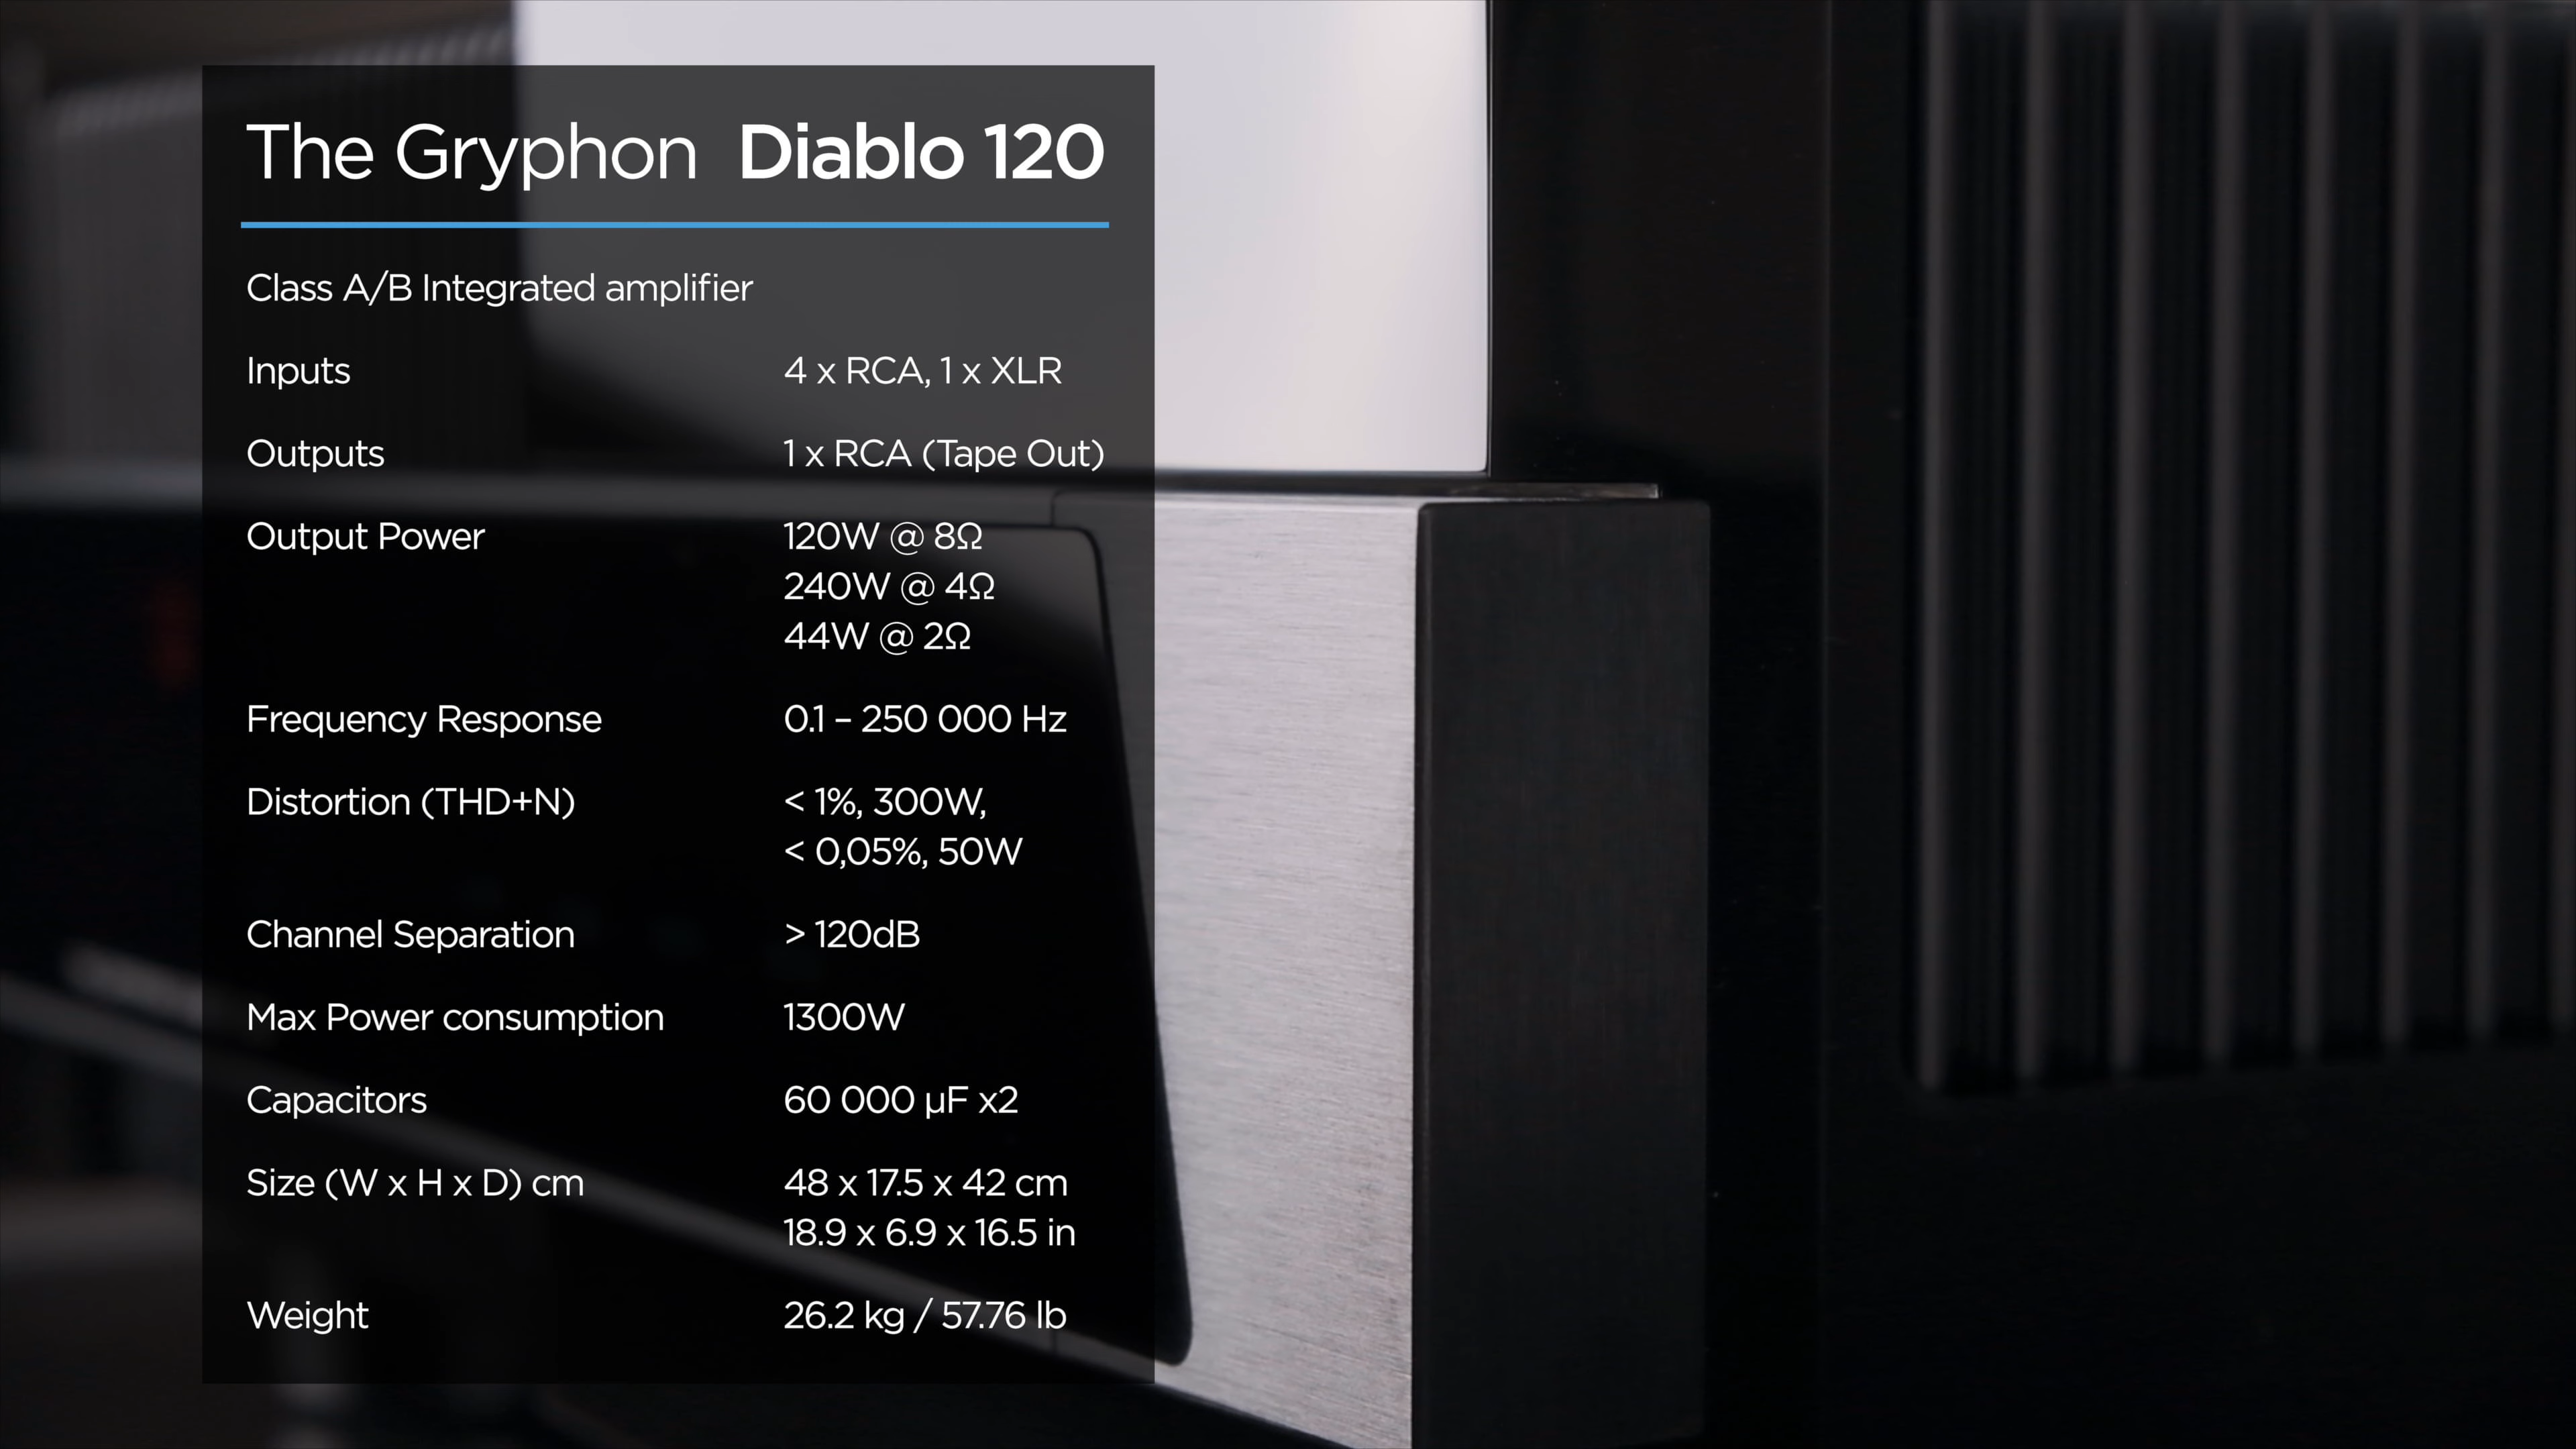 The Gryphon Diablo 120
Class A/B Integrated amplifier
Inputs 4 x RCA, 1 x XLR
Outputs 1 x RCA (Tape Out)
Output Power 120W @ 8Ω
240W @ 4Ω
44W @ 2Ω
Frequency Response 0.1 – 250 000 Hz
Distortion (THD+N) < 1%, 300W,
< 0,05%, 50W
Channel Separation > 120dB
Max Power consumption 1300W
Capacitors 60 000 µF x2
Size (W x H x D) cm 48 x 17.5 x 42 cm
18.9 x 6.9 x 16.5 in
Weight 26.2 kg / 57.76 lb